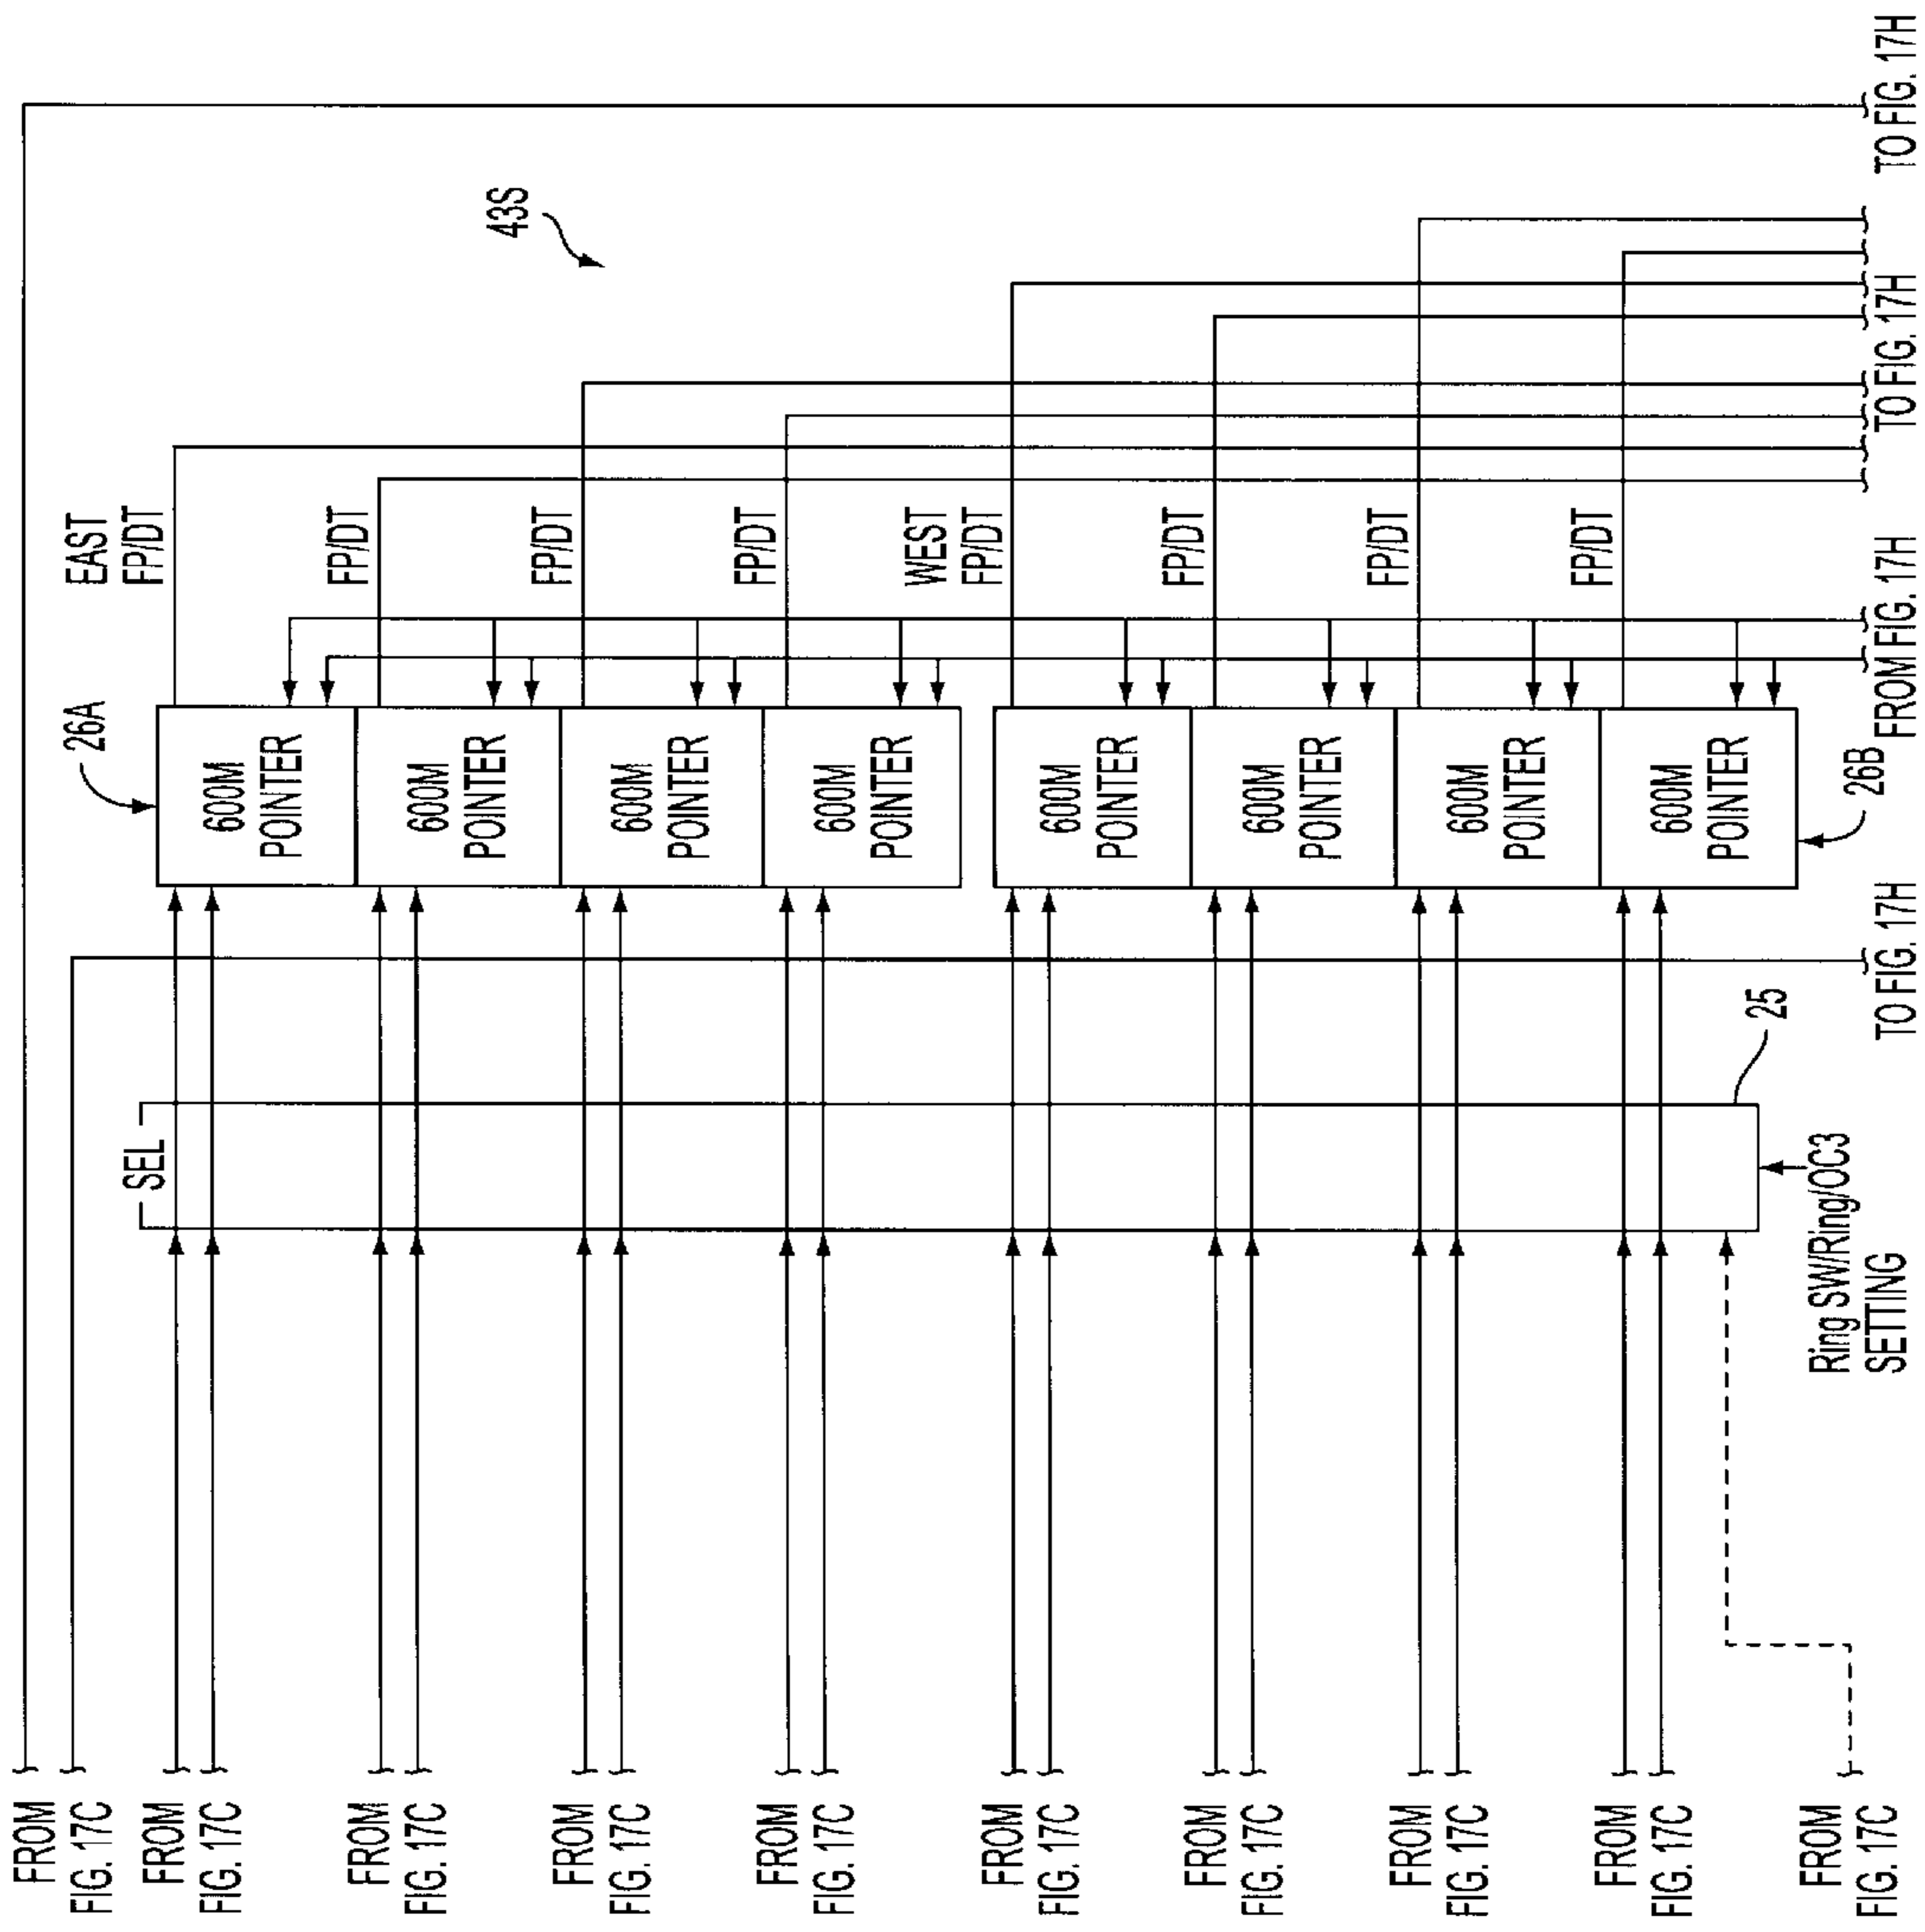 FROM
FIG. 17C
FROM
FIG. 17C
FROM
FIG. 17C
FROM
FIG. 17C
FROM
FIG. 17C
FROM
FIG. 17C
FROM
FIG. 17C
FROM
FIG. 17C
FROM
FIG. 17C
FROM
FIG. 17C
SEL
25
Ring SW/Ring/OC3
SETTING
TO FIG. 17H
26A
600M
POINTER
600M
POINTER
600M
POINTER
600M
POINTER
600M
POINTER
600M
POINTER
600M
POINTER
600M
POINTER
26B
FROM FIG. 17H
EAST
FP/DT
FP/DT
FP/DT
FP/DT
WEST
FP/DT
FP/DT
FP/DT
FP/DT
TO FIG. 17H
43S
TO FIG. 17H